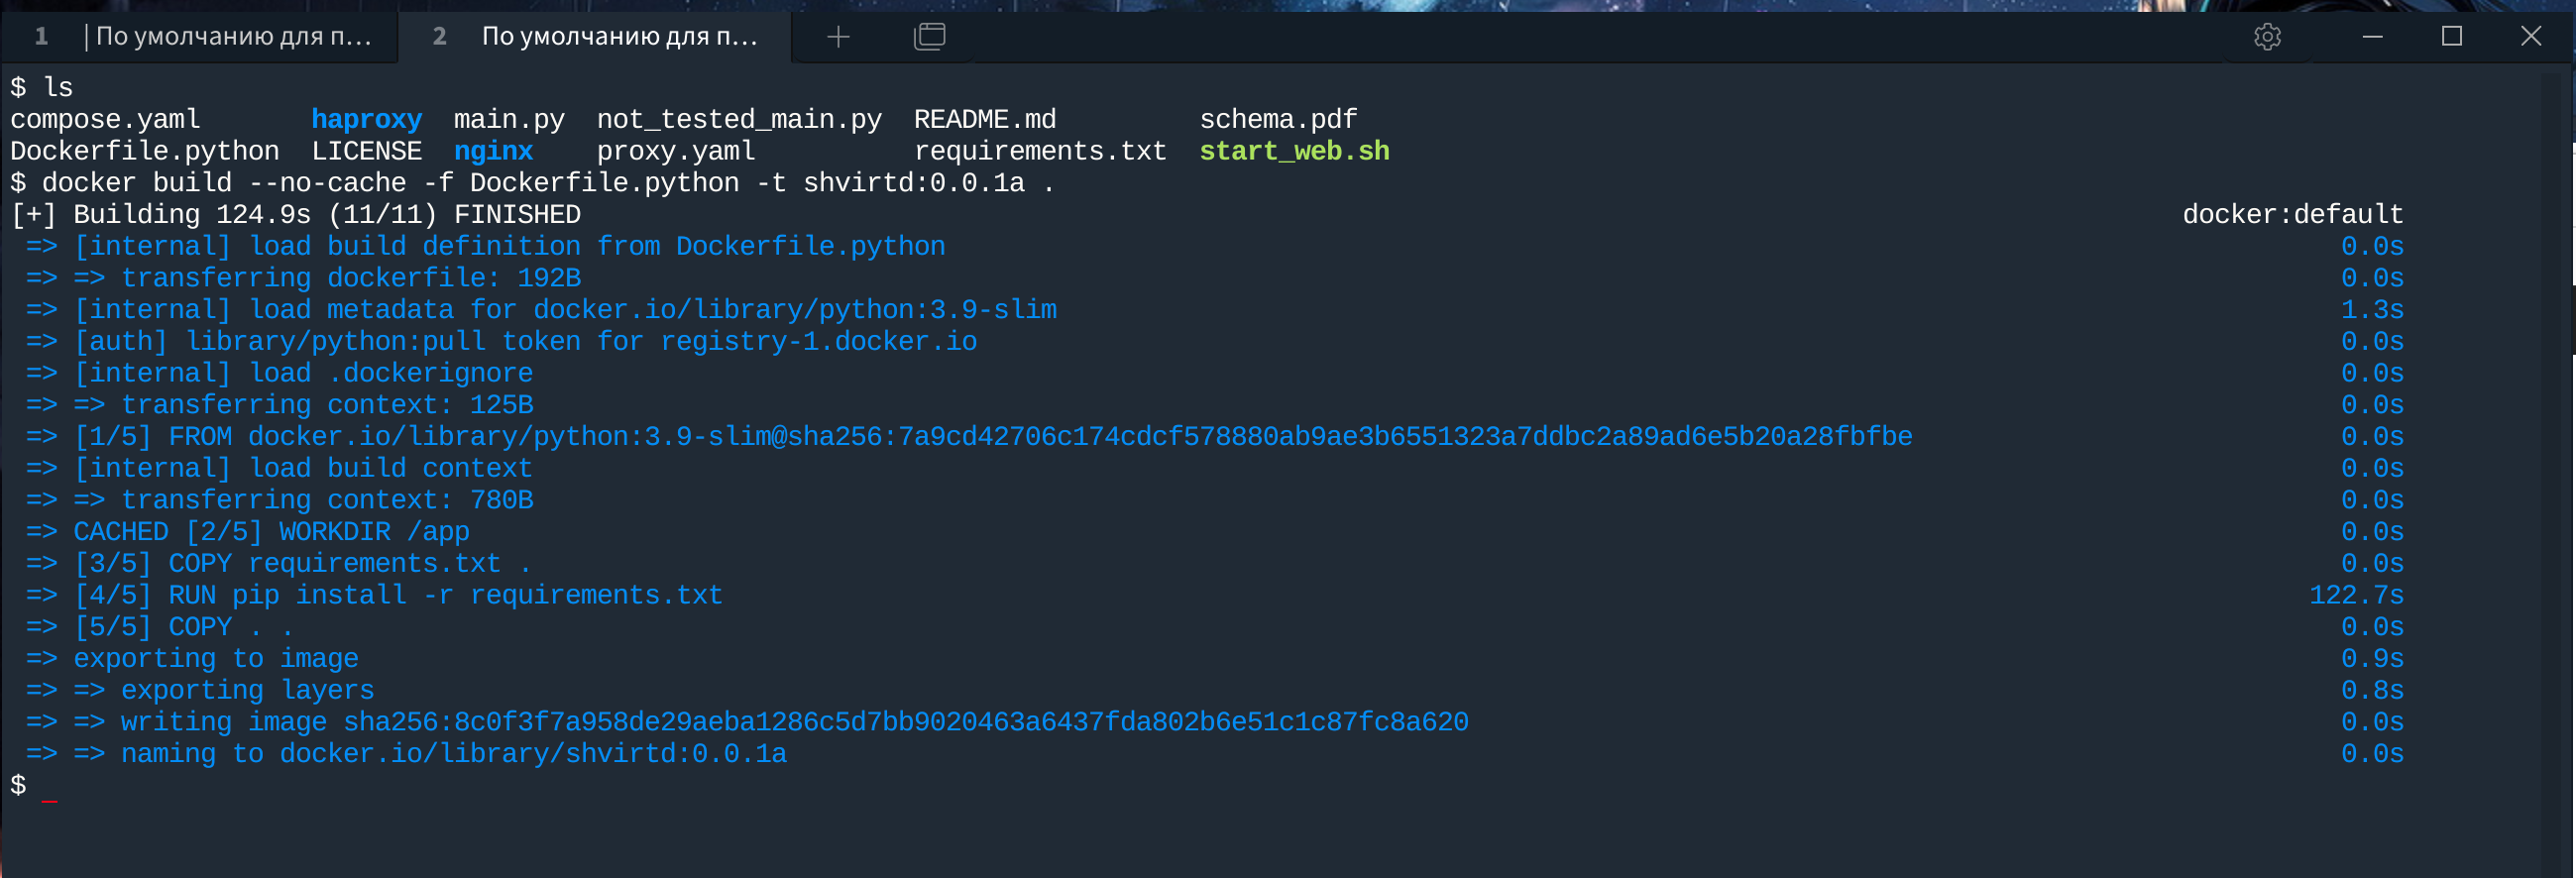 1 | По умолчанию для п... 2 По умолчанию для п...
$ ls
compose.yaml haproxy main.py not_tested_main.py README.md schema.pdf
Dockerfile.python LICENSE nginx proxy.yaml requirements.txt start_web.sh
$ docker build --no-cache -f Dockerfile.python -t shvirtd:0.0.1a .
[+] Building 124.9s (11/11) FINISHED docker:default
=> [internal] load build definition from Dockerfile.python 0.0s
=> => transferring dockerfile: 192B 0.0s
=> [internal] load metadata for docker.io/library/python:3.9-slim 1.3s
=> [auth] library/python:pull token for registry-1.docker.io 0.0s
=> [internal] load .dockerignore 0.0s
=> => transferring context: 125B 0.0s
=> [1/5] FROM docker.io/library/python:3.9-slim@sha256:7a9cd42706c174cdcf578880ab9ae3b6551323a7ddbc2a89ad6e5b20a28fbfbe 0.0s
=> [internal] load build context 0.0s
=> => transferring context: 780B 0.0s
=> CACHED [2/5] WORKDIR /app 0.0s
=> [3/5] COPY requirements.txt . 0.0s
=> [4/5] RUN pip install -r requirements.txt 122.7s
=> [5/5] COPY . . 0.0s
=> exporting to image 0.9s
=> => exporting layers 0.8s
=> => writing image sha256:8c0f3f7a958de29aeba1286c5d7bb9020463a6437fda802b6e51c1c87fc8a620 0.0s
=> => naming to docker.io/library/shvirtd:0.0.1a 0.0s
$ _